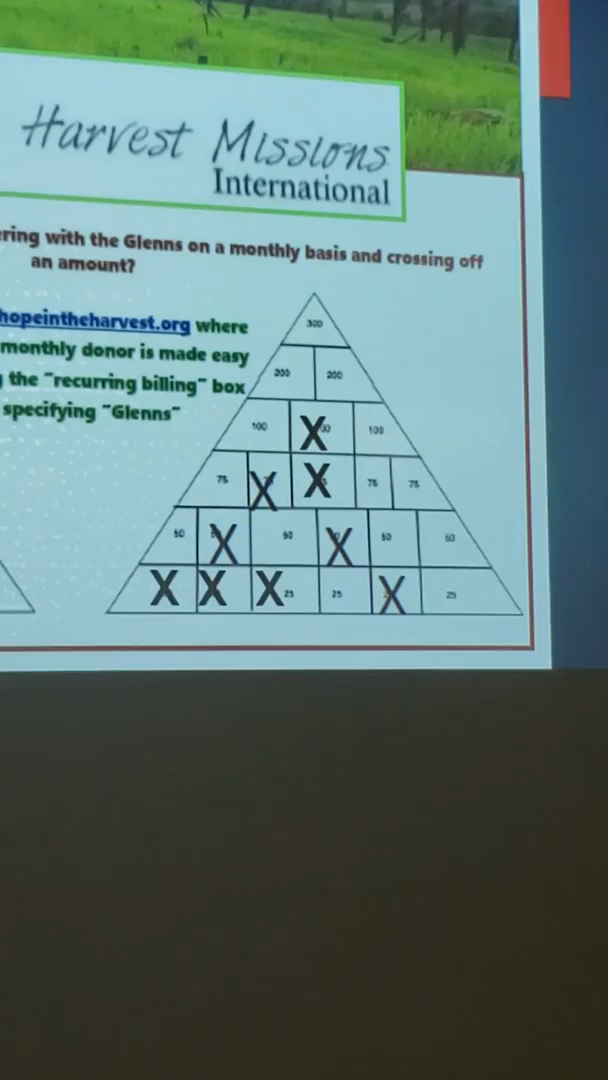 Harvest Missions
International
ring with the Glenns on a monthly basis and crossing off
an amount?
hopeintheharvest.org where
monthly donor is made easy
the "recurring billing" box
specifying "Glenns"
300
200 200
100 X 100
75 X X 75 75
50 X 50 X 50 50
X X X 25 25 X 25